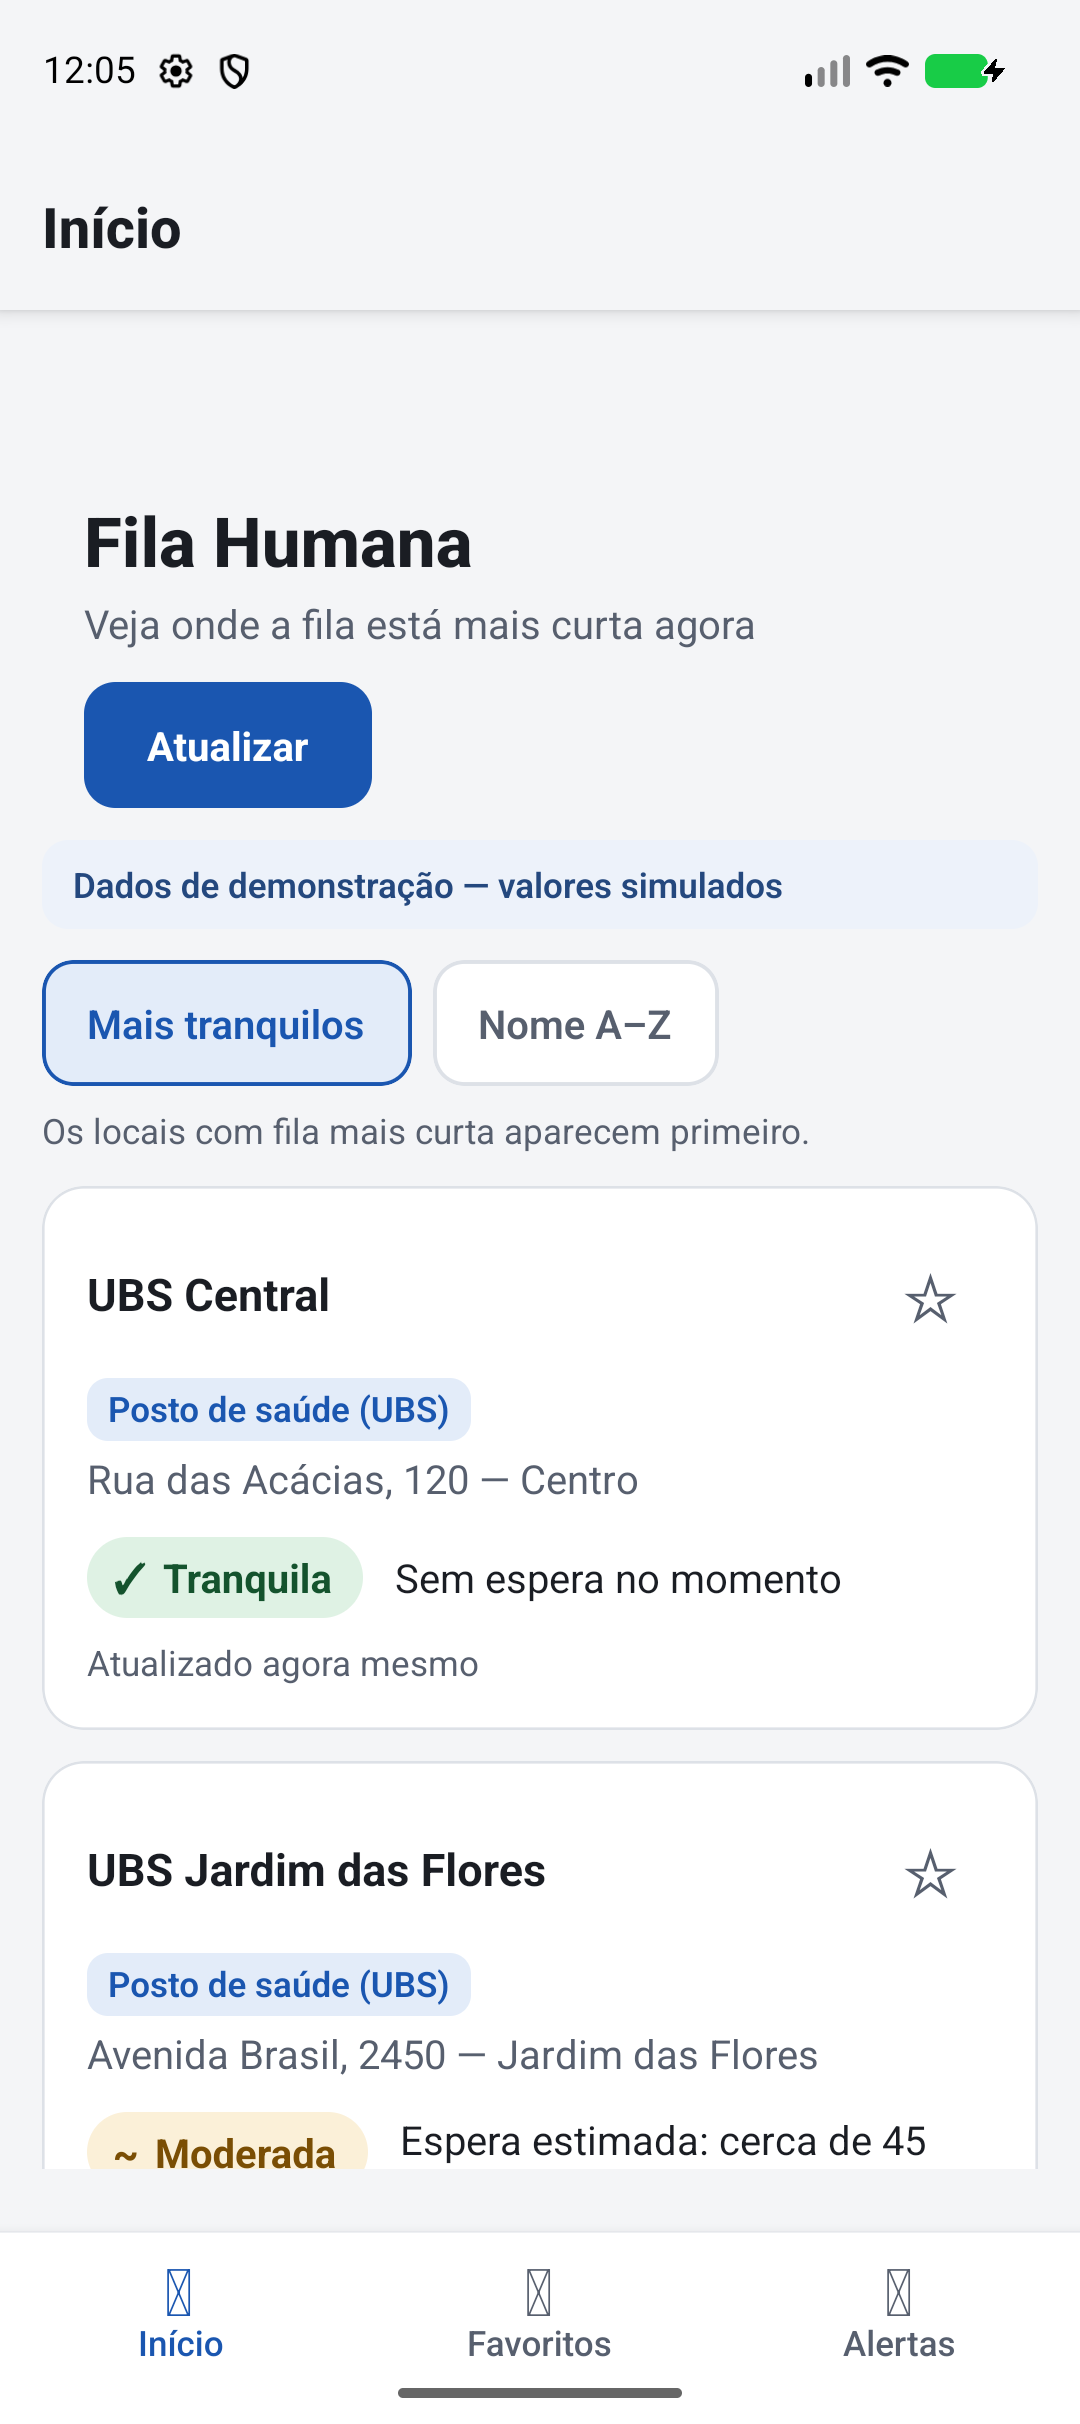 12:05
Início
Fila Humana
Veja onde a fila está mais curta agora
Atualizar
Dados de demonstração — valores simulados
Mais tranquilos
Nome A–Z
Os locais com fila mais curta aparecem primeiro.
UBS Central
☆
Posto de saúde (UBS)
Rua das Acácias, 120 — Centro
✓ Tranquila
Sem espera no momento
Atualizado agora mesmo
UBS Jardim das Flores
☆
Posto de saúde (UBS)
Avenida Brasil, 2450 — Jardim das Flores
~ Moderada
Espera estimada: cerca de 45
Início
Favoritos
Alertas